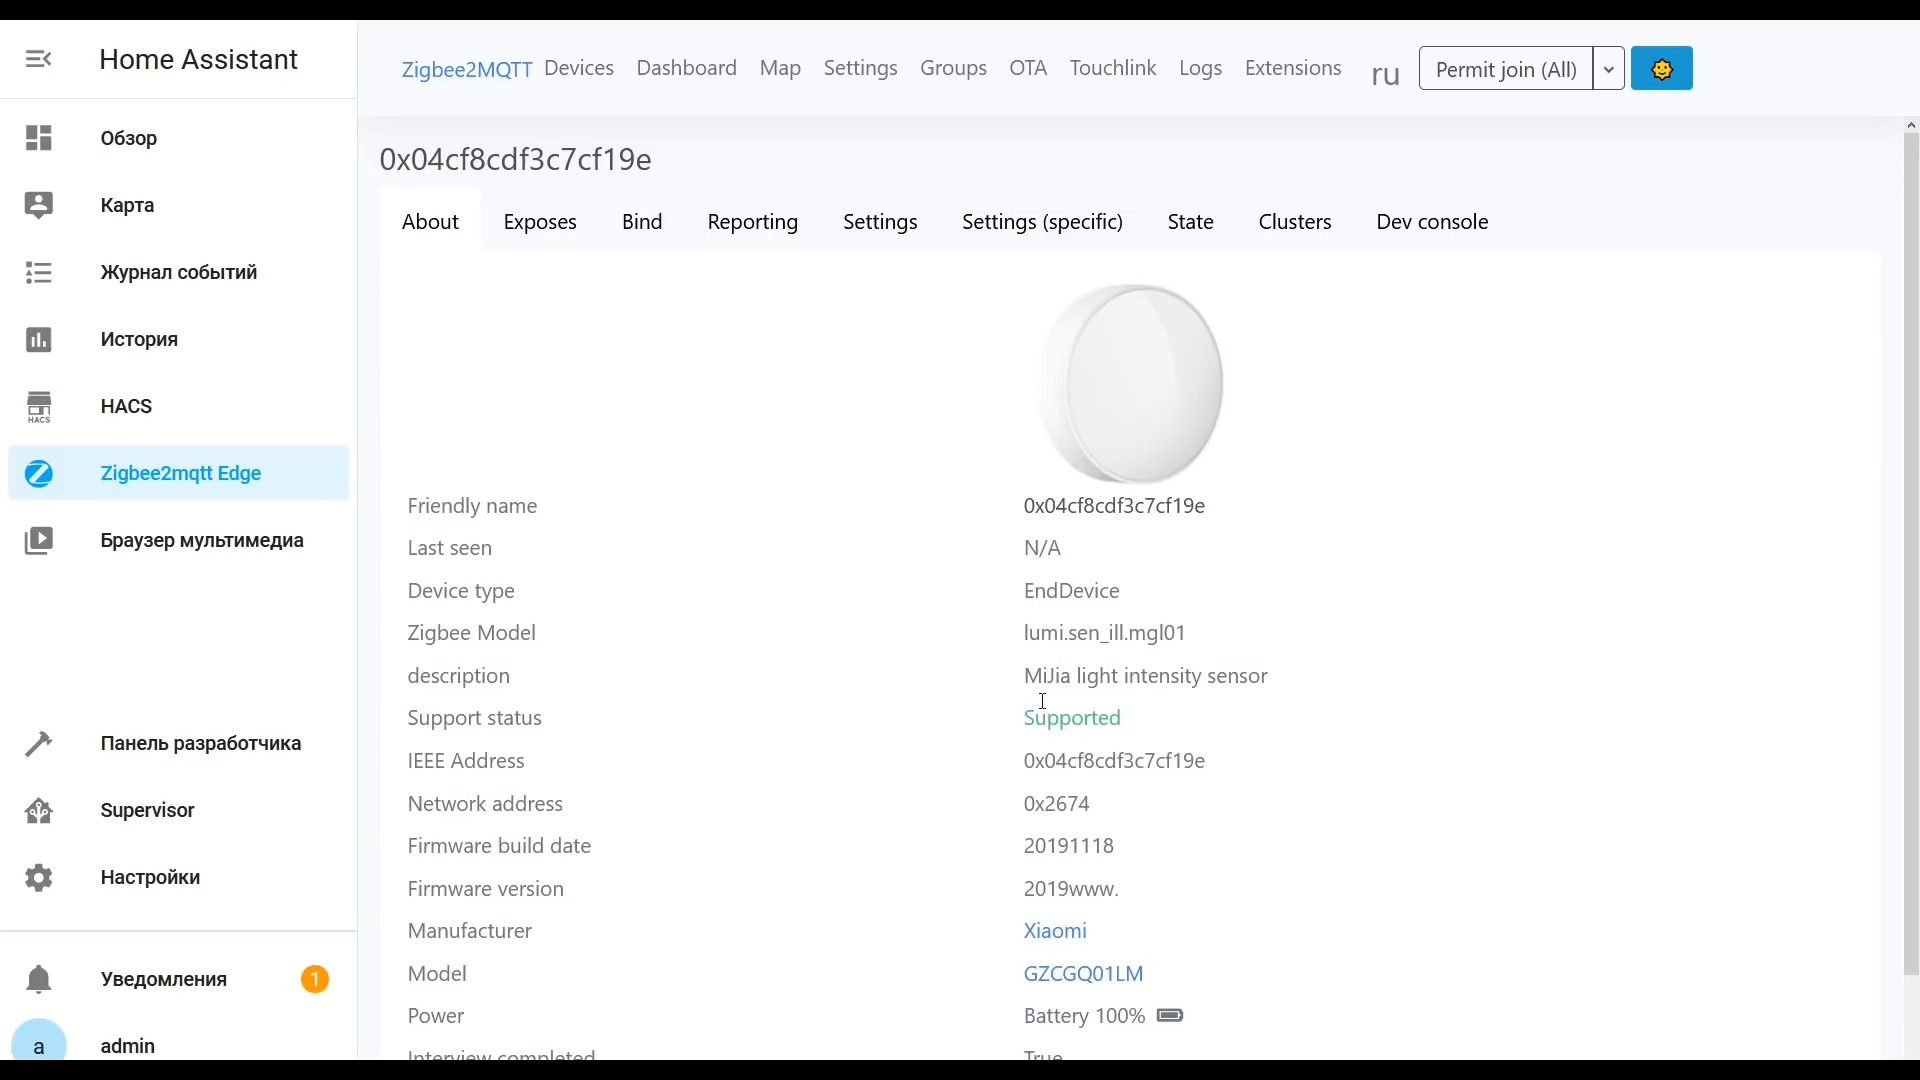 Home Assistant
Обзор
Карта
Журнал событий
История
HACS
HACS
Zigbee2mqtt Edge
Браузер мультимедиа
Панель разработчика
Supervisor
Настройки
Уведомления 1
a admin
Zigbee2MQTT Devices Dashboard Map Settings Groups OTA Touchlink Logs Extensions ru Permit join (All)
0x04cf8cdf3c7cf19e
About Exposes Bind Reporting Settings Settings (specific) State Clusters Dev console
Friendly name 0x04cf8cdf3c7cf19e
Last seen N/A
Device type EndDevice
Zigbee Model lumi.sen_ill.mgl01
description MiJia light intensity sensor
Support status Supported
IEEE Address 0x04cf8cdf3c7cf19e
Network address 0x2674
Firmware build date 20191118
Firmware version 2019www.
Manufacturer Xiaomi
Model GZCGQ01LM
Power Battery 100%
Interview completed True